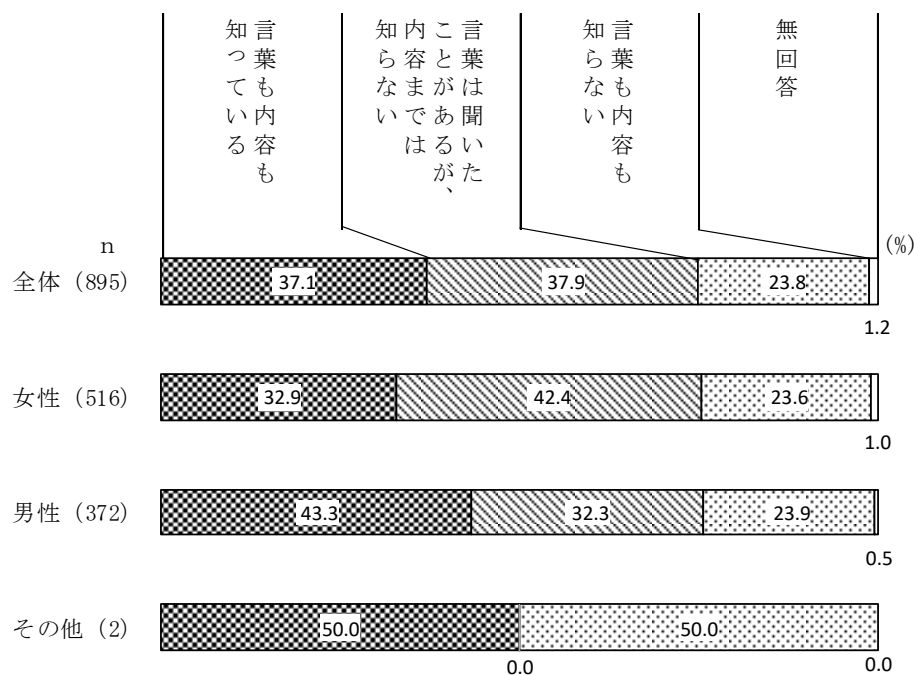 言葉も内容も
知っている
言葉は聞いた
ことがあるが、
内容までは
知らない
言葉も内容も
知らない
無回答
n
(%)
全体 (895)
37.1
37.9
23.8
1.2
女性 (516)
32.9
42.4
23.6
1.0
男性 (372)
43.3
32.3
23.9
0.5
その他 (2)
50.0
50.0
0.0
0.0